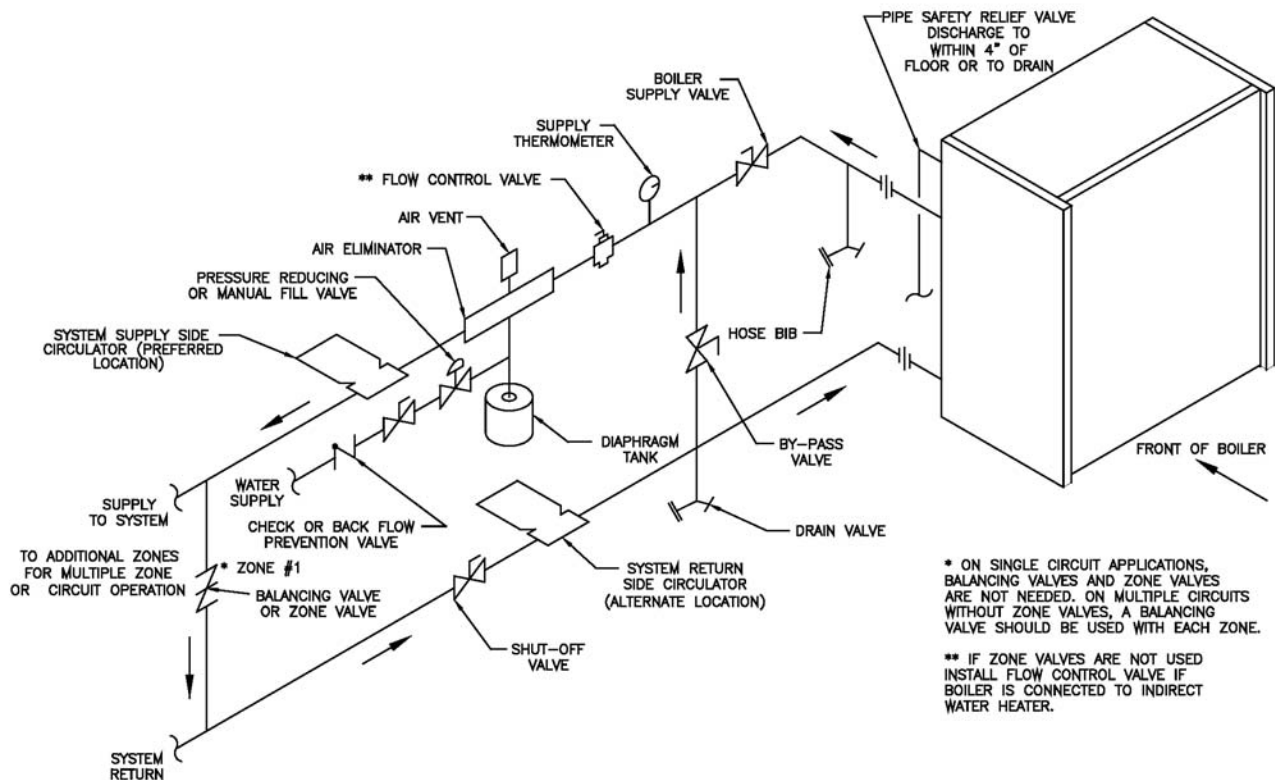 PIPE SAFETY RELIEF VALVE
DISCHARGE TO
WITHIN 4" OF
FLOOR OR TO DRAIN
BOILER
SUPPLY VALVE
SUPPLY
THERMOMETER
** FLOW CONTROL VALVE
AIR VENT
AIR ELIMINATOR
PRESSURE REDUCING
OR MANUAL FILL VALVE
SYSTEM SUPPLY SIDE
CIRCULATOR (PREFERRED
LOCATION)
HOSE BIB
DIAPHRAGM
TANK
BY-PASS
VALVE
FRONT OF BOILER
SUPPLY
TO SYSTEM
WATER
SUPPLY
CHECK OR BACK FLOW
PREVENTION VALVE
DRAIN VALVE
TO ADDITIONAL ZONES
FOR MULTIPLE ZONE
OR CIRCUIT OPERATION
* ZONE #1
BALANCING VALVE
OR ZONE VALVE
SYSTEM RETURN
SIDE CIRCULATOR
(ALTERNATE LOCATION)
SHUT-OFF
VALVE
* ON SINGLE CIRCUIT APPLICATIONS,
BALANCING VALVES AND ZONE VALVES
ARE NOT NEEDED. ON MULTIPLE CIRCUITS
WITHOUT ZONE VALVES, A BALANCING
VALVE SHOULD BE USED WITH EACH ZONE.
** IF ZONE VALVES ARE NOT USED
INSTALL FLOW CONTROL VALVE IF
BOILER IS CONNECTED TO INDIRECT
WATER HEATER.
SYSTEM
RETURN